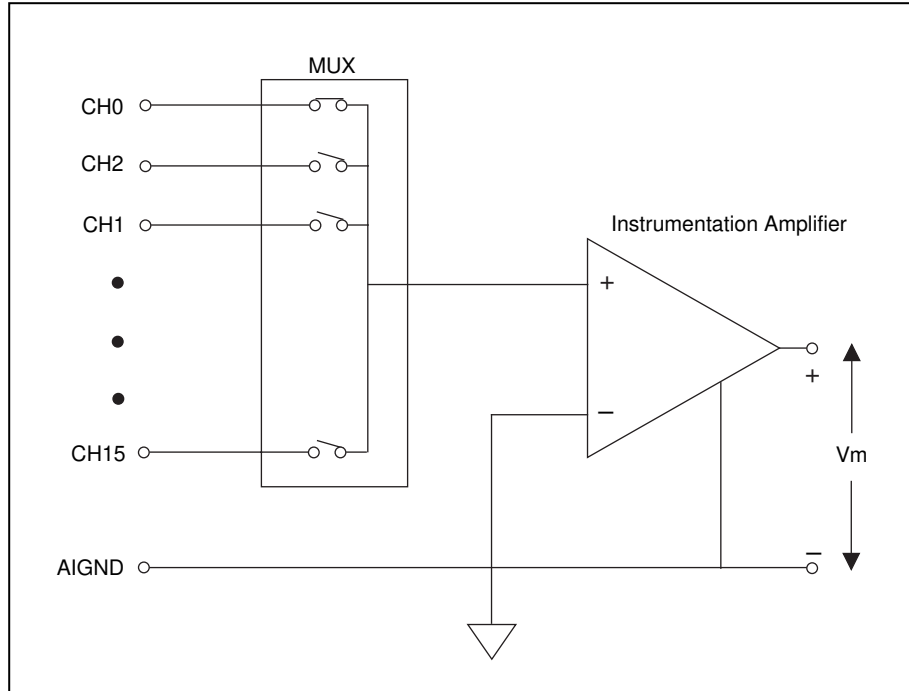 MUX
CH0
CH2
CH1
Instrumentation Amplifier
+
−
+
CH15
Vm
AIGND
−